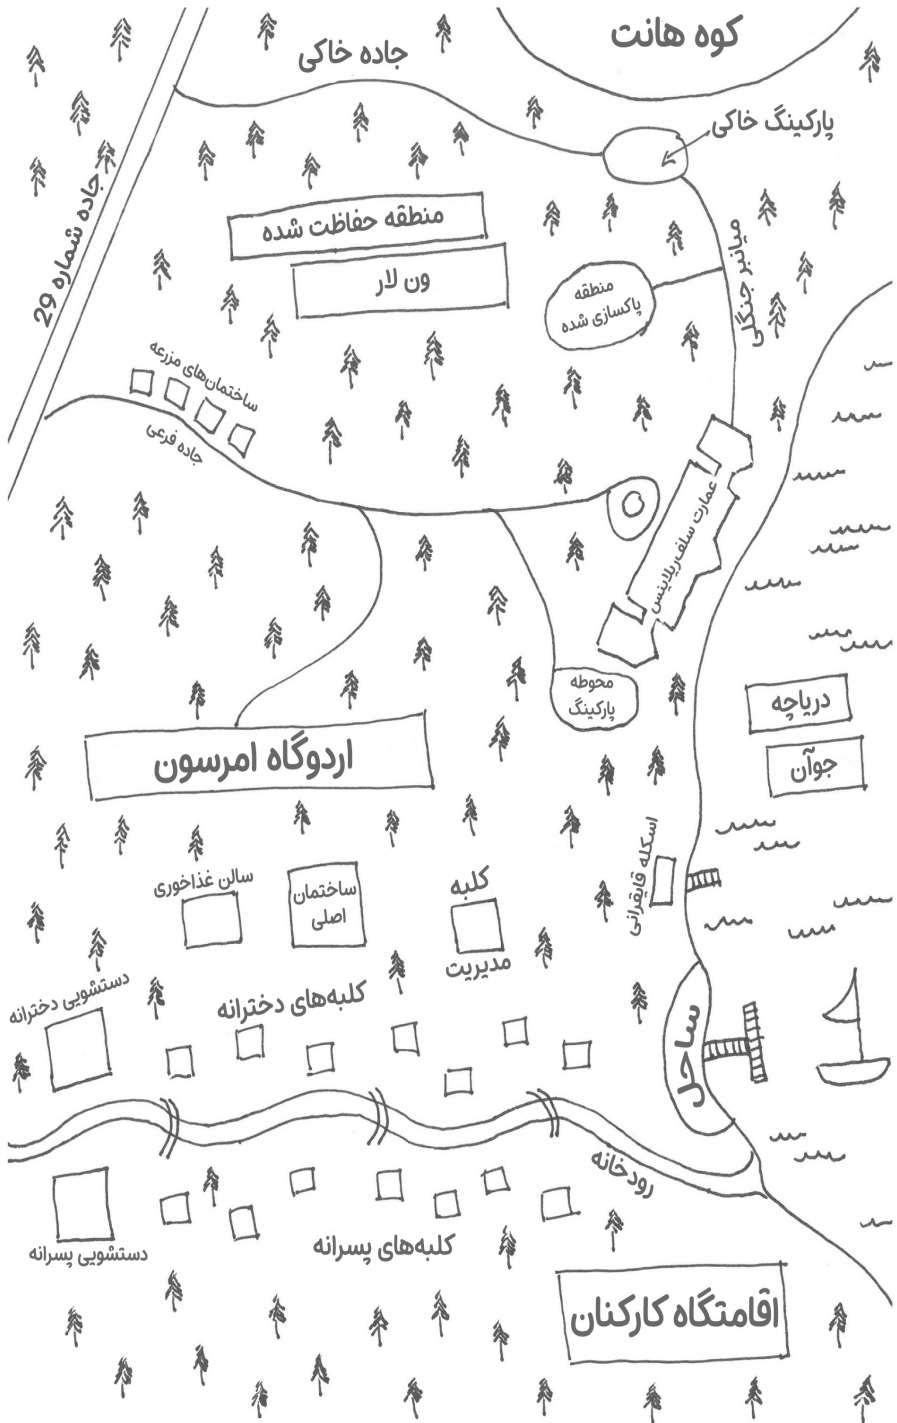 کوه هانت
جاده خاکی
پارکینگ خاکی
جاده شماره 29
منطقه حفاظت شده
ون لار
میانبر جنگلی
منطقه
پاکسازی شده
ساختمان‌های مزرعه
جاده فرعی
عمارت سلف‌ریلاینس
محوطه
پارکینگ
دریاچه
جوآن
اردوگاه امرسون
اسکله قایقرانی
سالن غذاخوری
ساختمان
اصلی
کلبه
مدیریت
دستشویی دخترانه
کلبه‌های دخترانه
ساحل
رودخانه
دستشویی پسرانه
کلبه‌های پسرانه
اقامتگاه کارکنان